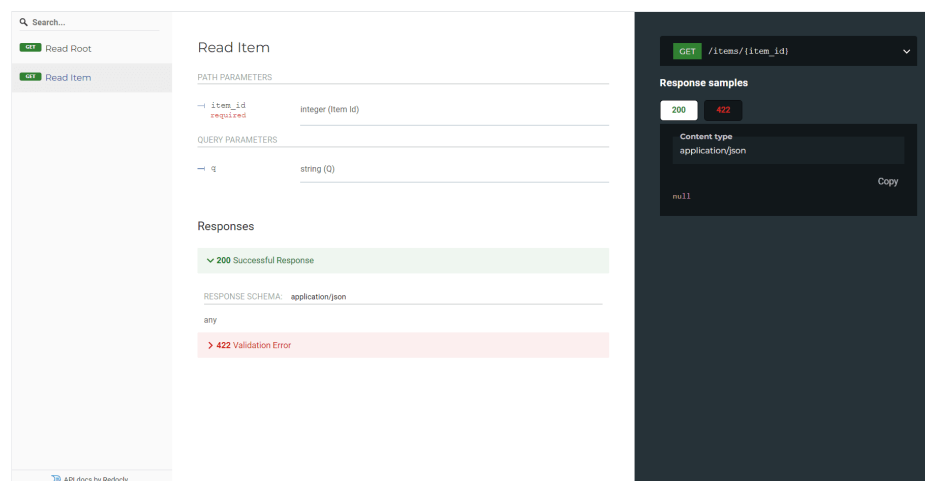 Search...
GET Read Root
GET Read Item
API docs by Redocly
Read Item
PATH PARAMETERS
item_id
required
integer (Item Id)
QUERY PARAMETERS
q
string (Q)
Responses
200 Successful Response
RESPONSE SCHEMA: application/json
any
422 Validation Error
GET /items/{item_id}
Response samples
200 422
Content type
application/json
Copy
null